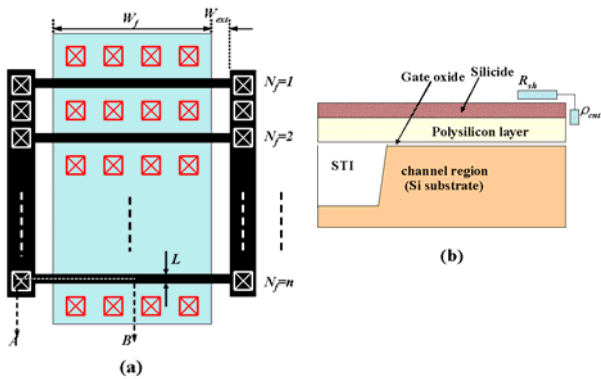 W_f
W_ext
N_f=1
N_f=2
L
N_f=n
A
B
(a)
R_sh
Gate oxide
Silicide
ρ_cnt
Polysilicon layer
STI
channel region
(Si substrate)
(b)